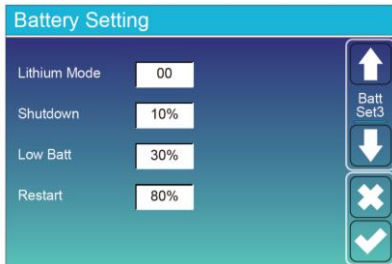 Battery Setting
Lithium Mode 00
Shutdown 10%
Low Batt 30%
Restart 80%
Batt
Set3